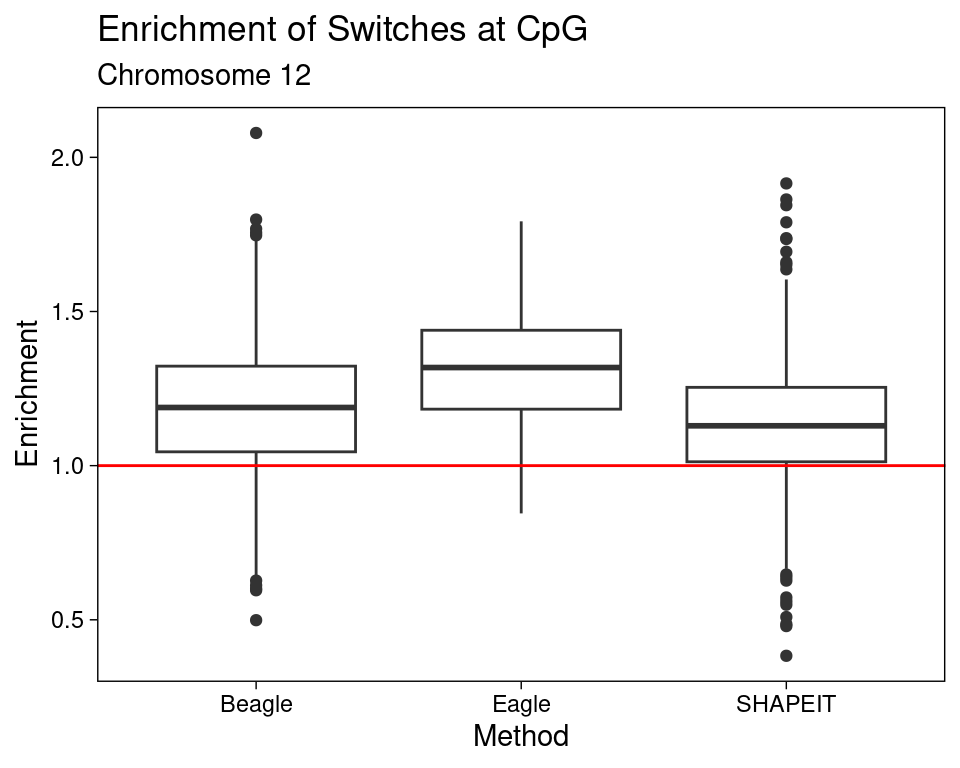 Enrichment of Switches at CpG
Chromosome 12
2.0
1.5
1.0
0.5
Enrichment
Beagle Eagle SHAPEIT
Method